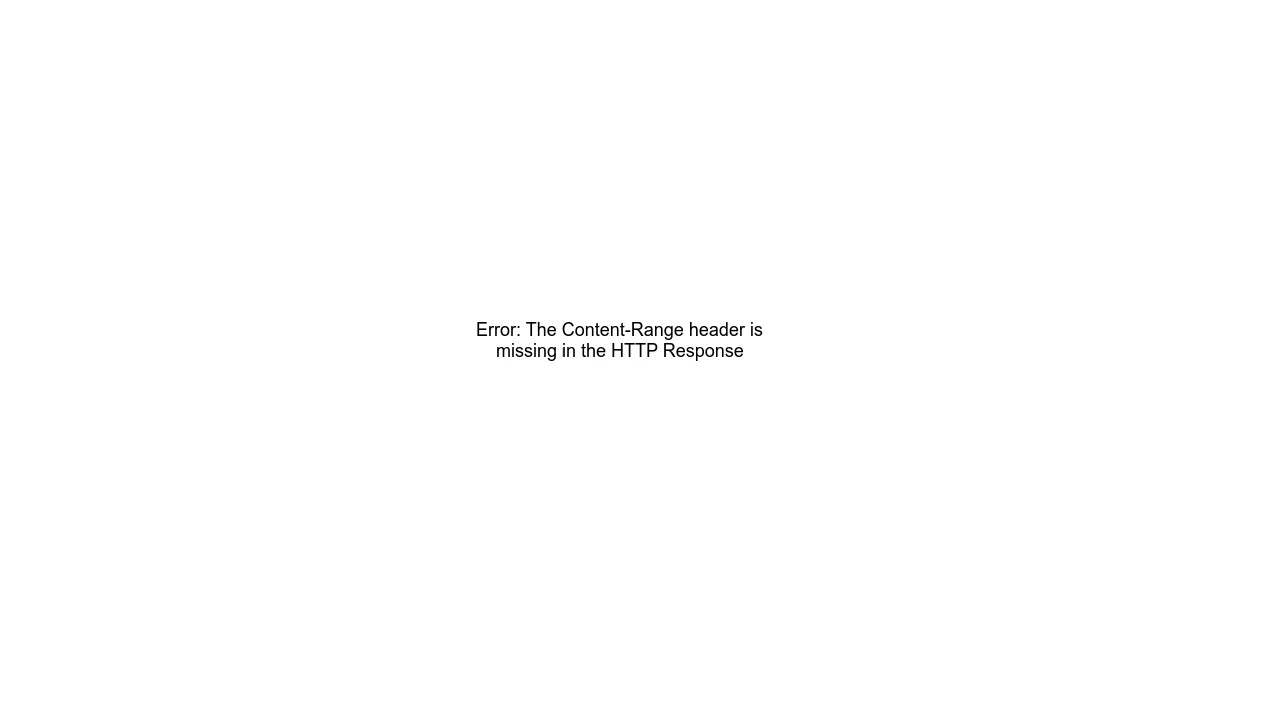 Error: The Content-Range header is
missing in the HTTP Response